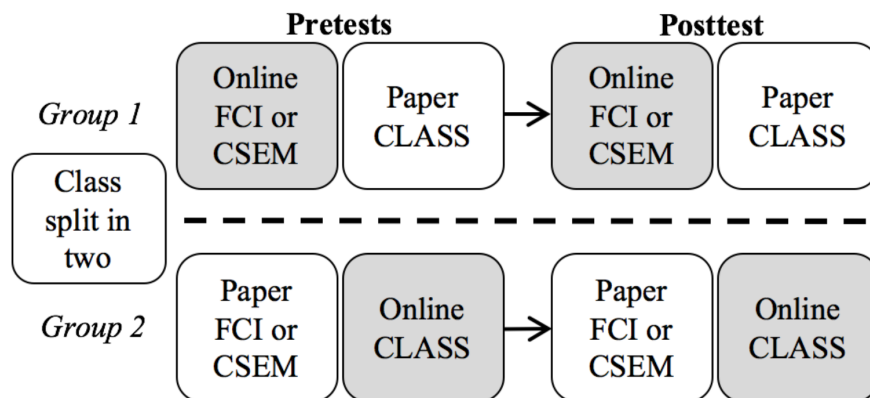 Pretests
Posttest
Group 1
Online
FCI or
CSEM
Paper
CLASS
Online
FCI or
CSEM
Paper
CLASS
Class
split in
two
Group 2
Paper
FCI or
CSEM
Online
CLASS
Paper
FCI or
CSEM
Online
CLASS